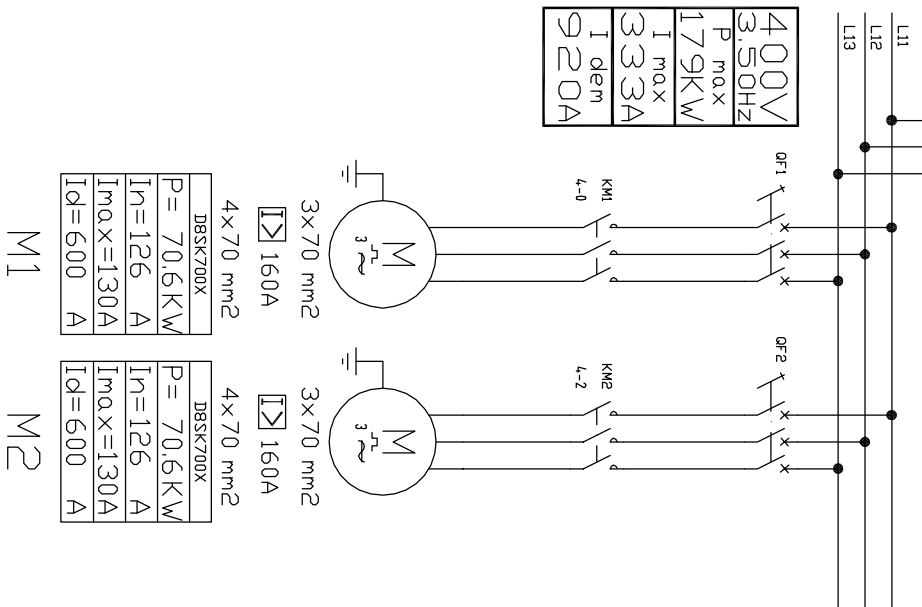 L11
L12
L13
400V
3,50Hz
P max
179KW
I max
333A
I dem
920A
QF1
KM1
4-0
M
3
3x70 mm2
I> 160A
4x70 mm2
D8SK700X
P= 70,6KW
In=126 A
Imax=130A
Id=600 A
M1
QF2
KM2
4-2
M
3
3x70 mm2
I> 160A
4x70 mm2
D8SK700X
P= 70,6KW
In=126 A
Imax=130A
Id=600 A
M2